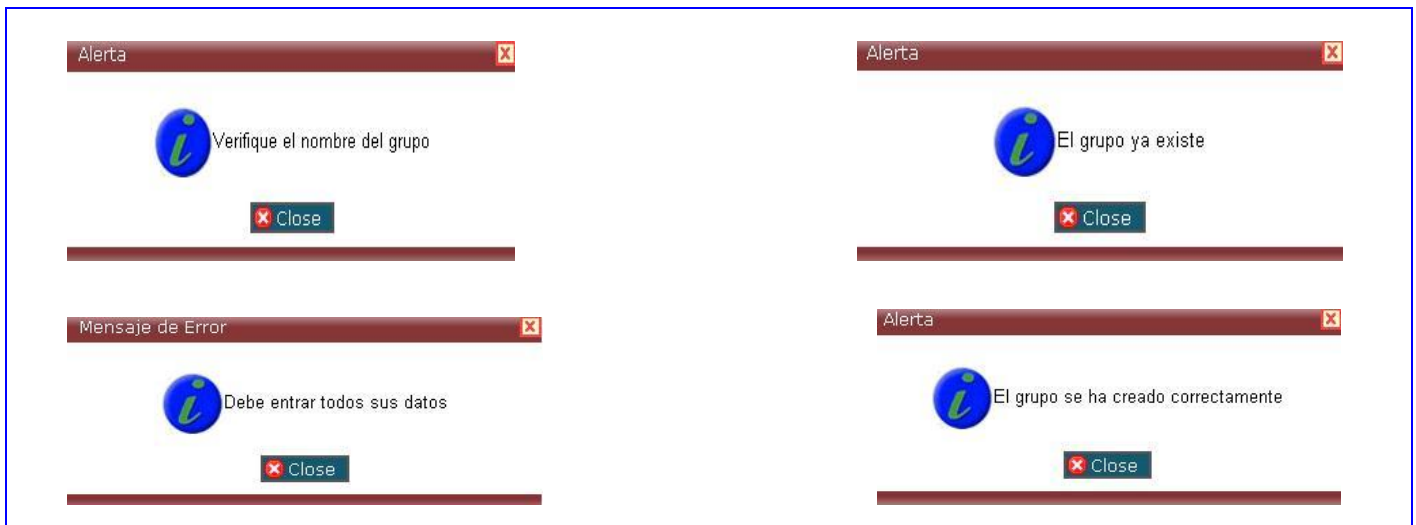 Alerta
Verifique el nombre del grupo
Close
Alerta
El grupo ya existe
Close
Mensaje de Error
Debe entrar todos sus datos
Close
Alerta
El grupo se ha creado correctamente
Close